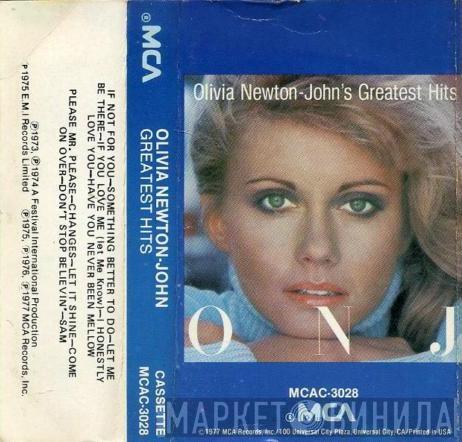 ℗ 1975 E.M.I Records Limited
℗1973, ℗1974 A Festival International Production
℗1975, ℗1976, ℗1977 MCA Records, Inc.
IF NOT FOR YOU—SOMETHING BETTER TO DO—LET ME
BE THERE—IF YOU LOVE ME (let Me Know)—I HONESTLY
LOVE YOU—HAVE YOU NEVER BEEN MELLOW
PLEASE MR. PLEASE—CHANGES—LET IT SHINE—COME
ON OVER—DON'T STOP BELIEVIN'—SAM
MCA
OLIVIA NEWTON-JOHN
GREATEST HITS
CASSETTE
MCAC-3028
Olivia Newton-John's Greatest Hits
O N J
MCAC-3028
MCA
©1977 MCA Records, Inc./100 Universal City Plaza, Universal City, CA/Printed in USA
МАРКЕТ ВИНИЛА